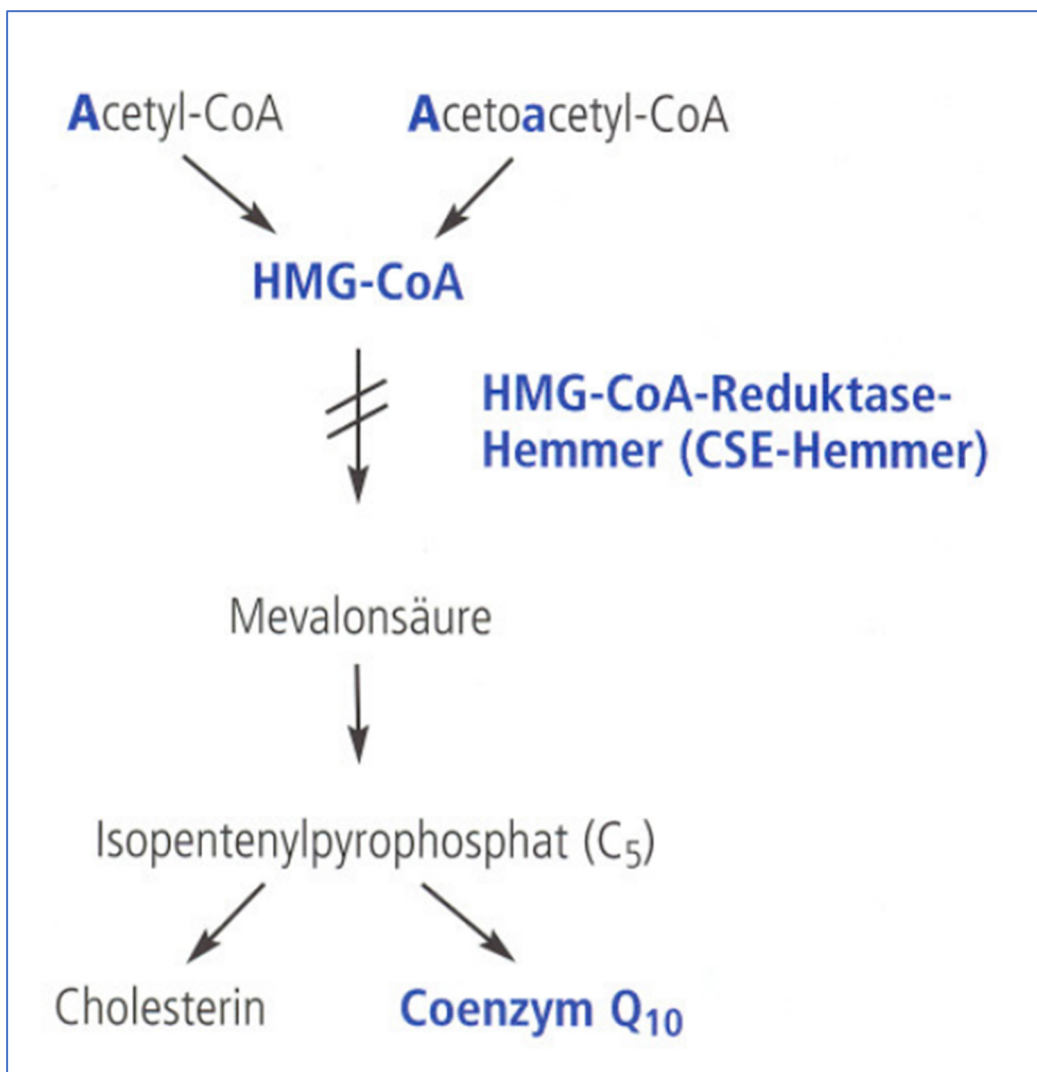 Acetyl-CoA
Acetoacetyl-CoA
HMG-CoA
HMG-CoA-Reduktase-
Hemmer (CSE-Hemmer)
Mevalonsäure
Isopentenylpyrophosphat (C₅)
Cholesterin
Coenzym Q₁₀